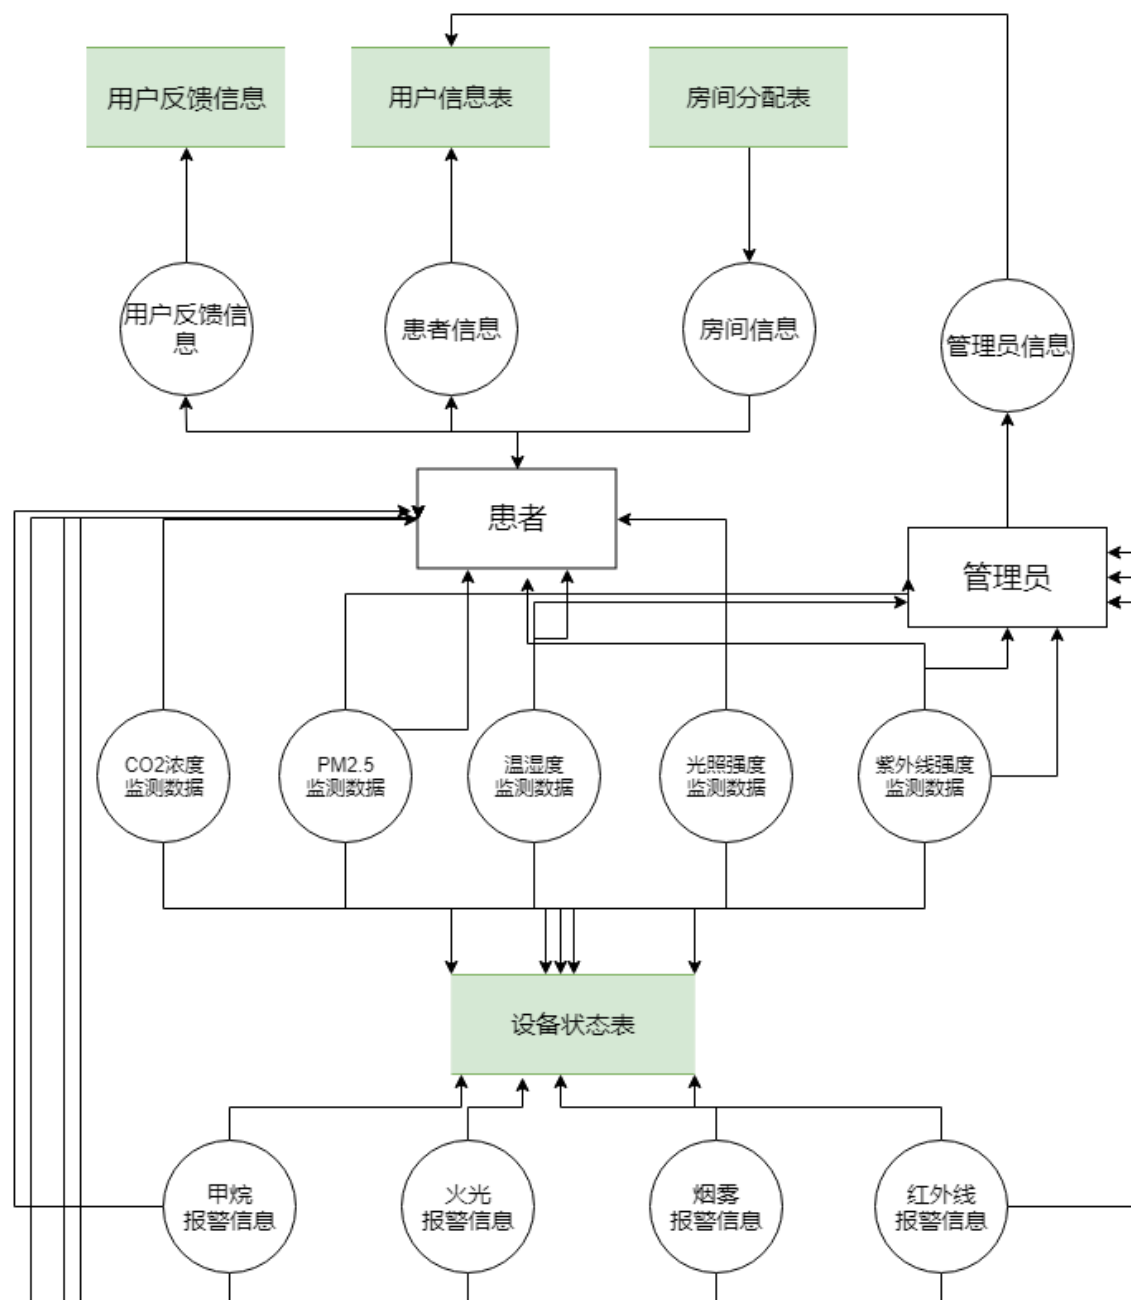 用户反馈信息
用户信息表
房间分配表
用户反馈信
息
患者信息
房间信息
管理员信息
患者
管理员
CO2浓度
监测数据
PM2.5
监测数据
温湿度
监测数据
光照强度
监测数据
紫外线强度
监测数据
设备状态表
甲烷
报警信息
火光
报警信息
烟雾
报警信息
红外线
报警信息